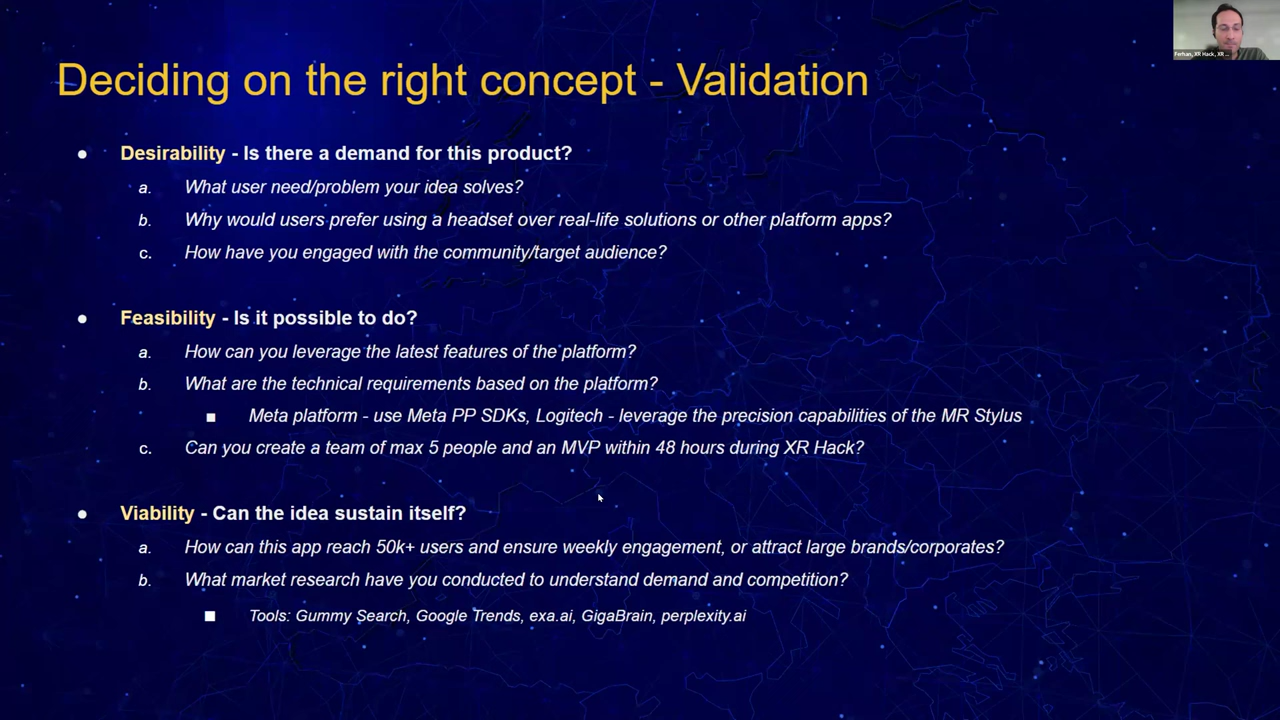 Deciding on the right concept - Validation
● Desirability - Is there a demand for this product?
a. What user need/problem your idea solves?
b. Why would users prefer using a headset over real-life solutions or other platform apps?
c. How have you engaged with the community/target audience?
● Feasibility - Is it possible to do?
a. How can you leverage the latest features of the platform?
b. What are the technical requirements based on the platform?
■ Meta platform - use Meta PP SDKs, Logitech - leverage the precision capabilities of the MR Stylus
c. Can you create a team of max 5 people and an MVP within 48 hours during XR Hack?
● Viability - Can the idea sustain itself?
a. How can this app reach 50k+ users and ensure weekly engagement, or attract large brands/corporates?
b. What market research have you conducted to understand demand and competition?
■ Tools: Gummy Search, Google Trends, exa.ai, GigaBrain, perplexity.ai
Ferhan, XR Hack, XR ...